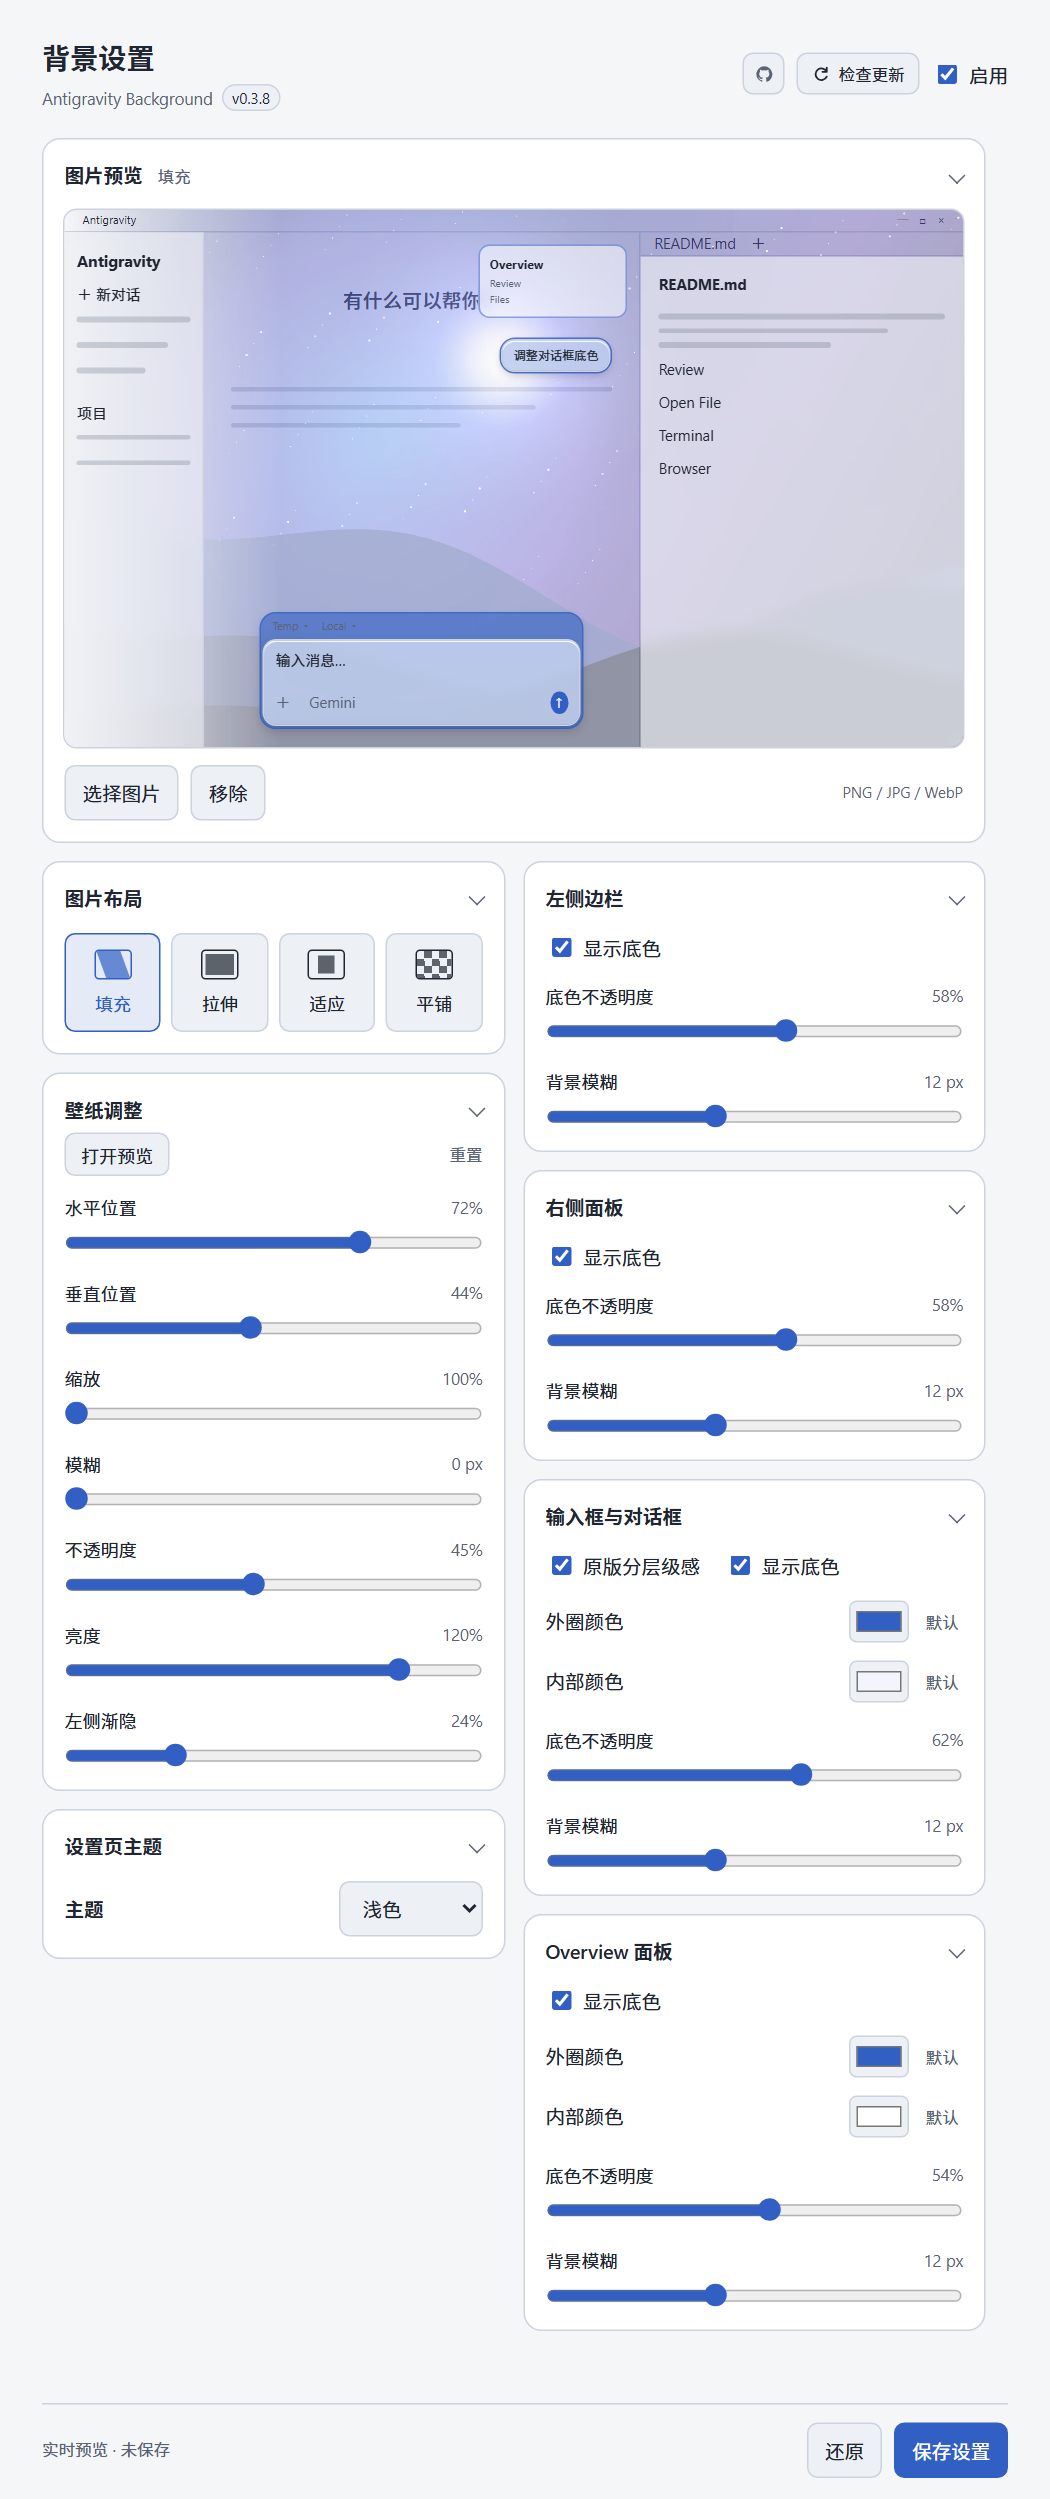 背景设置
Antigravity Background v0.3.8
检查更新
启用
图片预览 填充
Antigravity
Antigravity
+ 新对话
项目
有什么可以帮你
Overview
Review
Files
调整对话框底色
README.md +
README.md
Review
Open File
Terminal
Browser
Temp Local
输入消息...
+ Gemini
选择图片 移除
PNG / JPG / WebP
图片布局
填充 拉伸 适应 平铺
壁纸调整
打开预览 重置
水平位置 72%
垂直位置 44%
缩放 100%
模糊 0 px
不透明度 45%
亮度 120%
左侧渐隐 24%
设置页主题
主题 浅色
左侧边栏
显示底色
底色不透明度 58%
背景模糊 12 px
右侧面板
显示底色
底色不透明度 58%
背景模糊 12 px
输入框与对话框
原版分层级感 显示底色
外圈颜色 默认
内部颜色 默认
底色不透明度 62%
背景模糊 12 px
Overview 面板
显示底色
外圈颜色 默认
内部颜色 默认
底色不透明度 54%
背景模糊 12 px
实时预览 · 未保存
还原 保存设置